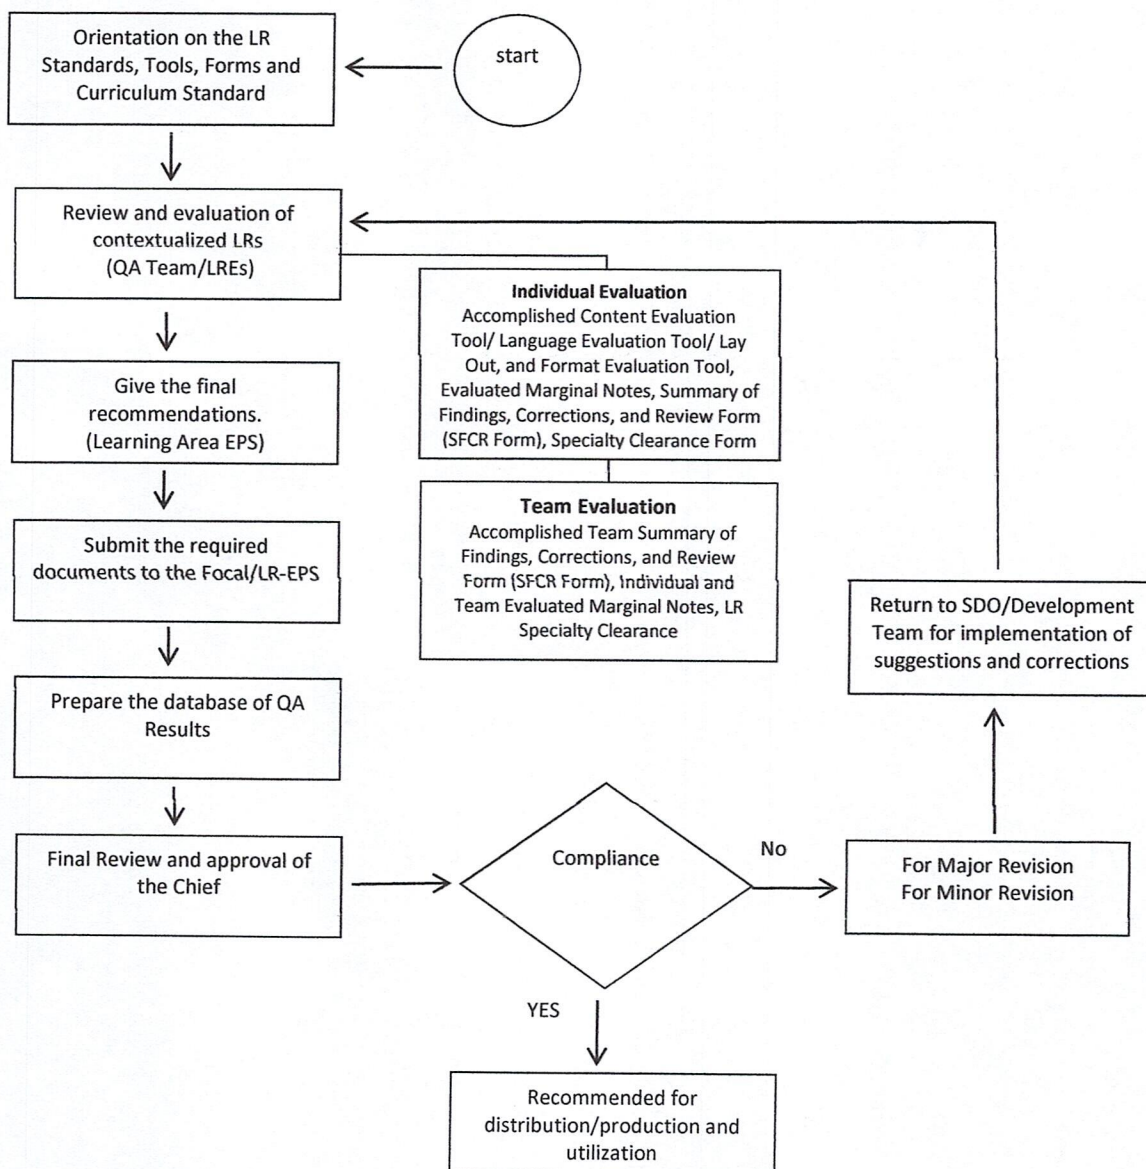 start
Orientation on the LR
Standards, Tools, Forms and
Curriculum Standard
Review and evaluation of
contextualized LRs
(QA Team/LREs)
Individual Evaluation
Accomplished Content Evaluation
Tool/ Language Evaluation Tool/ Lay
Out, and Format Evaluation Tool,
Evaluated Marginal Notes, Summary of
Findings, Corrections, and Review Form
(SFCR Form), Specialty Clearance Form
Team Evaluation
Accomplished Team Summary of
Findings, Corrections, and Review
Form (SFCR Form), Individual and
Team Evaluated Marginal Notes, LR
Specialty Clearance
Give the final
recommendations.
(Learning Area EPS)
Submit the required
documents to the Focal/LR-EPS
Prepare the database of QA
Results
Final Review and approval of
the Chief
Compliance
No
For Major Revision
For Minor Revision
Return to SDO/Development
Team for implementation of
suggestions and corrections
YES
Recommended for
distribution/production and
utilization